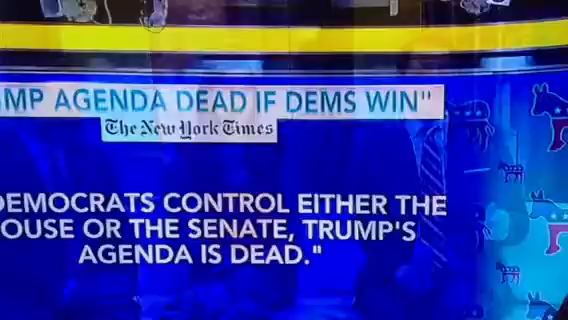 MP AGENDA DEAD IF DEMS WIN"
The New York Times
DEMOCRATS CONTROL EITHER THE
OUSE OR THE SENATE, TRUMP'S
AGENDA IS DEAD."